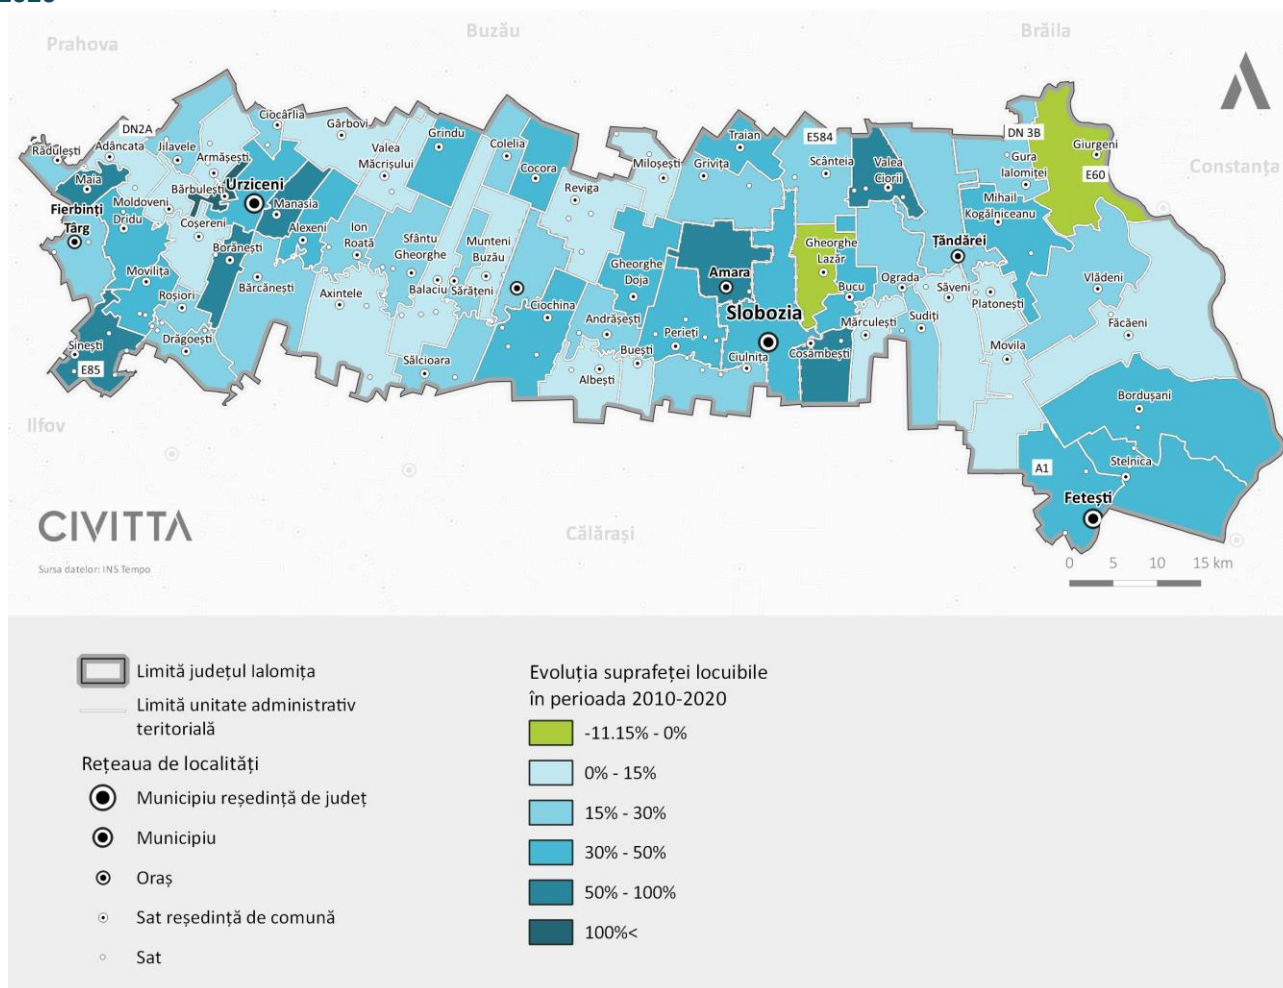 Prahova
Buzău
Brăila
DN2A
Ciocârlia
Gârbovi
Grindu
Colelia
Traian
E584
DN 3B
Giurgeni
Rădulești
Adâncata
Jilavele
Armășești
Valea
Măcrișului
Cocora
Miloșești
Grivița
Scânteia
Valea
Ciorii
Gura
Ialomiței
E60
Constanța
Maia
Bărbulești
Urziceni
Reviga
Moldoveni
Manasia
Mihail
Kogălniceanu
Fierbinți
Târg
Dridu
Coșereni
Alexeni
Ion
Roată
Sfântu
Gheorghe
Munteni
Buzău
Gheorghe
Lazăr
Țăndărei
Borănești
Gheorghe
Doja
Amara
Movilița
Bărcănești
Axintele
Balaciu
Sărățeni
Ograda
Săveni
Platonești
Vlădeni
Roșiori
Ciochina
Bucu
Slobozia
Andrășești
Perieți
Mărculești
Sudiți
Făcăeni
Sinești
Drăgoești
Buești
Ciulnița
Cosâmbești
Movila
E85
Sălcioara
Albești
Bordușani
Ilfov
A1
Stelnica
Fetești
CIVITTA
Călărași
Sursa datelor: INS Tempo
0 5 10 15 km
Limită județul Ialomița
Limită unitate administrativ
teritorială
Rețeaua de localități
Municipiu reședință de județ
Municipiu
Oraș
Sat reședință de comună
Sat
Evoluția suprafeței locuibile
în perioada 2010-2020
-11.15% - 0%
0% - 15%
15% - 30%
30% - 50%
50% - 100%
100%<